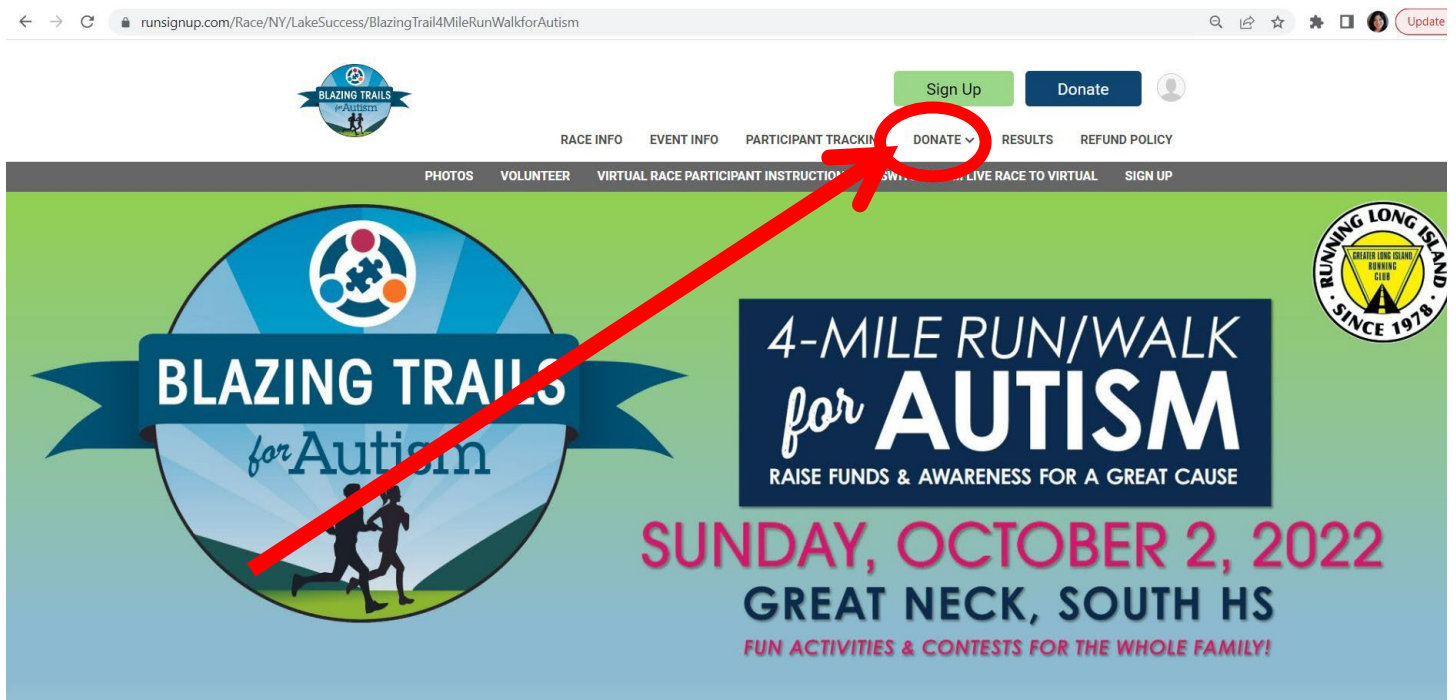 runsignup.com/Race/NY/LakeSuccess/BlazingTrail4MileRunWalkforAutism
Update
BLAZING TRAILS
for Autism
Sign Up
Donate
RACE INFO
EVENT INFO
PARTICIPANT
DONATE
RESULTS
REFUND POLICY
PHOTOS
VOLUNTEER
VIRTUAL RACE PARTICIPANT
LIVE RACE TO VIRTUAL
SIGN UP
BLAZING TRAILS
for Autism
4-MILE RUN/WALK
for AUTISM
RAISE FUNDS & AWARENESS FOR A GREAT CAUSE
SUNDAY, OCTOBER 2, 2022
GREAT NECK, SOUTH HS
FUN ACTIVITIES & CONTESTS FOR THE WHOLE FAMILY!
RUNNING LONG ISLAND
GREATER LONG ISLAND
RUNNING
CLUB
SINCE 1978